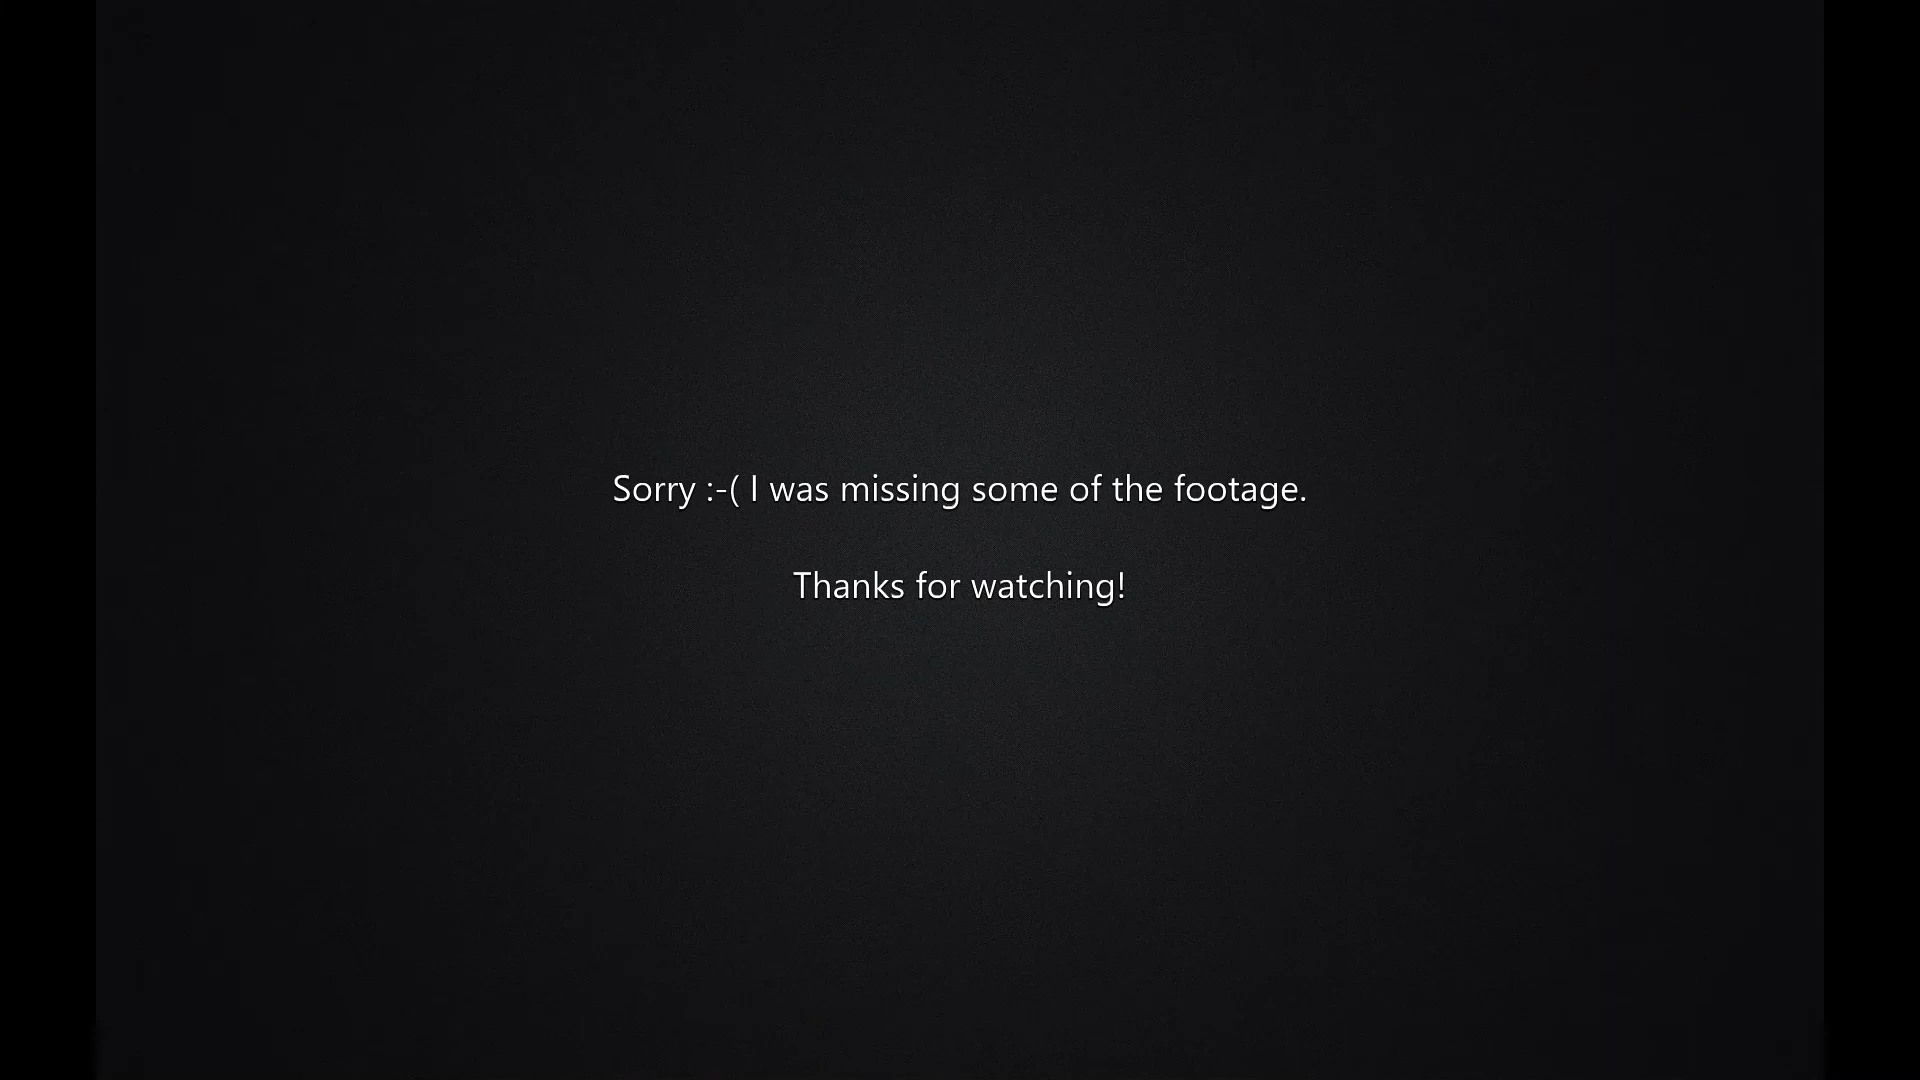 Sorry :-( I was missing some of the footage.
Thanks for watching!